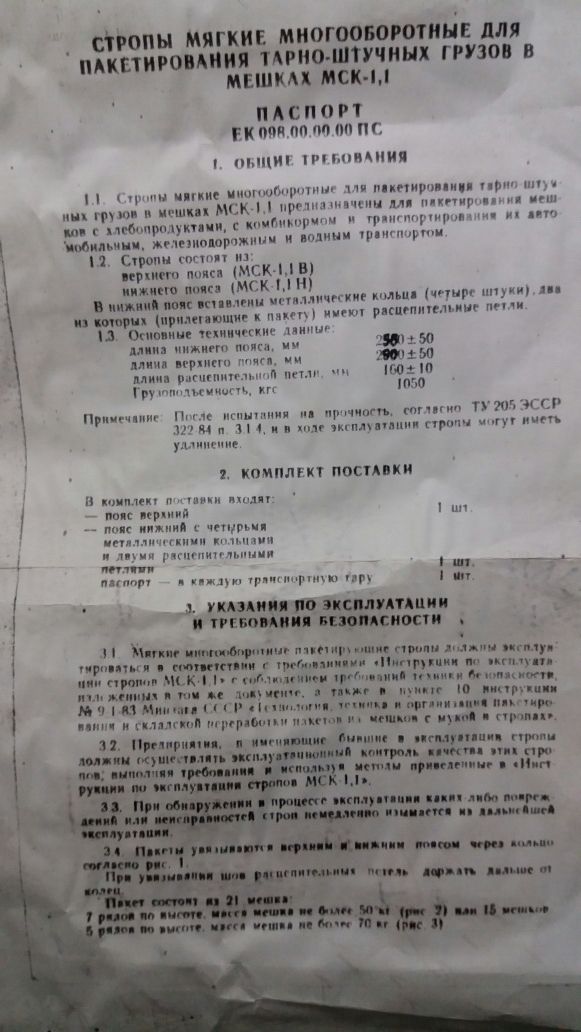 СТРОПЫ МЯГКИЕ МНОГООБОРОТНЫЕ ДЛЯ
ПАКЕТИРОВАНИЯ ТАРНО-ШТУЧНЫХ ГРУЗОВ В
МЕШКАХ МСК-1,1
ПАСПОРТ
ЕК 098.00.00.00 ПС
1. ОБЩИЕ ТРЕБОВАНИЯ
1.1. Стропы мягкие многооборотные для пакетирования тарно-штуч-
ных грузов в мешках МСК-1,1 предназначены для пакетирования меш-
ков с хлебопродуктами, с комбикормом и транспортирования их авто-
мобильным, железнодорожным и водным транспортом.
1.2. Стропы состоят из:
верхнего пояса (МСК-1,1 В)
нижнего пояса (МСК-1,1 Н)
В нижний пояс вставлены металлические кольца (четыре штуки), два
из которых (прилегающие к пакету) имеют расцепительные петли.
1.3. Основные технические данные:
длина нижнего пояса, мм ± 50
длина верхнего пояса, мм 2900 ± 50
длина расцепительной петли, мм 160 ± 10
Грузоподъемность, кгс 1050
Примечание: После испытания на прочность, согласно ТУ 205 ЭССР
322-84 п. 3.1.4, и в ходе эксплуатации стропы могут иметь
удлинение.
2. КОМПЛЕКТ ПОСТАВКИ
В комплект поставки входят:
— пояс верхний 1 шт.
— пояс нижний с четырьмя
металлическими кольцами
и двумя расцепительными
петлями 1 шт.
паспорт — в каждую транспортную тару 1 шт.
3. УКАЗАНИЯ ПО ЭКСПЛУАТАЦИИ
И ТРЕБОВАНИЯ БЕЗОПАСНОСТИ
3.1. Мягкие многооборотные пакетирующие стропы должны эксплуа-
тироваться в соответствии с требованиями «Инструкции по эксплуата-
ции стропов МСК-1,1» с соблюдением требований техники безопасности,
изложенных в том же документе, а также в пункте 10 инструкции
№ 9-1-83 Минзага СССР «Технология, техника и организация пакетиро-
вания и складской переработки пакетов из мешков с мукой в стропах».
3.2. Предприятия, применяющие бывшие в эксплуатации стропы
должны осуществлять эксплуатационный контроль качества этих стро-
пов, выполняя требования и используя методы приведенные в «Инст-
рукции по эксплуатации стропов МСК-1,1».
3.3. При обнаружении в процессе эксплуатации каких-либо повреж-
дений или неисправностей строп немедленно изымается из дальнейшей
эксплуатации.
3.4. Пакеты увязываются верхним и нижним поясом через кольцо
согласно рис. 1.
При увязывании шов расцепительных петель держать дальше от
колец.
Пакет состоит из 21 мешка:
7 рядов по высоте, масса мешка не более 50 кг (рис 2) или 15 мешков
5 рядов по высоте, масса мешка не более 70 кг (рис. 3)